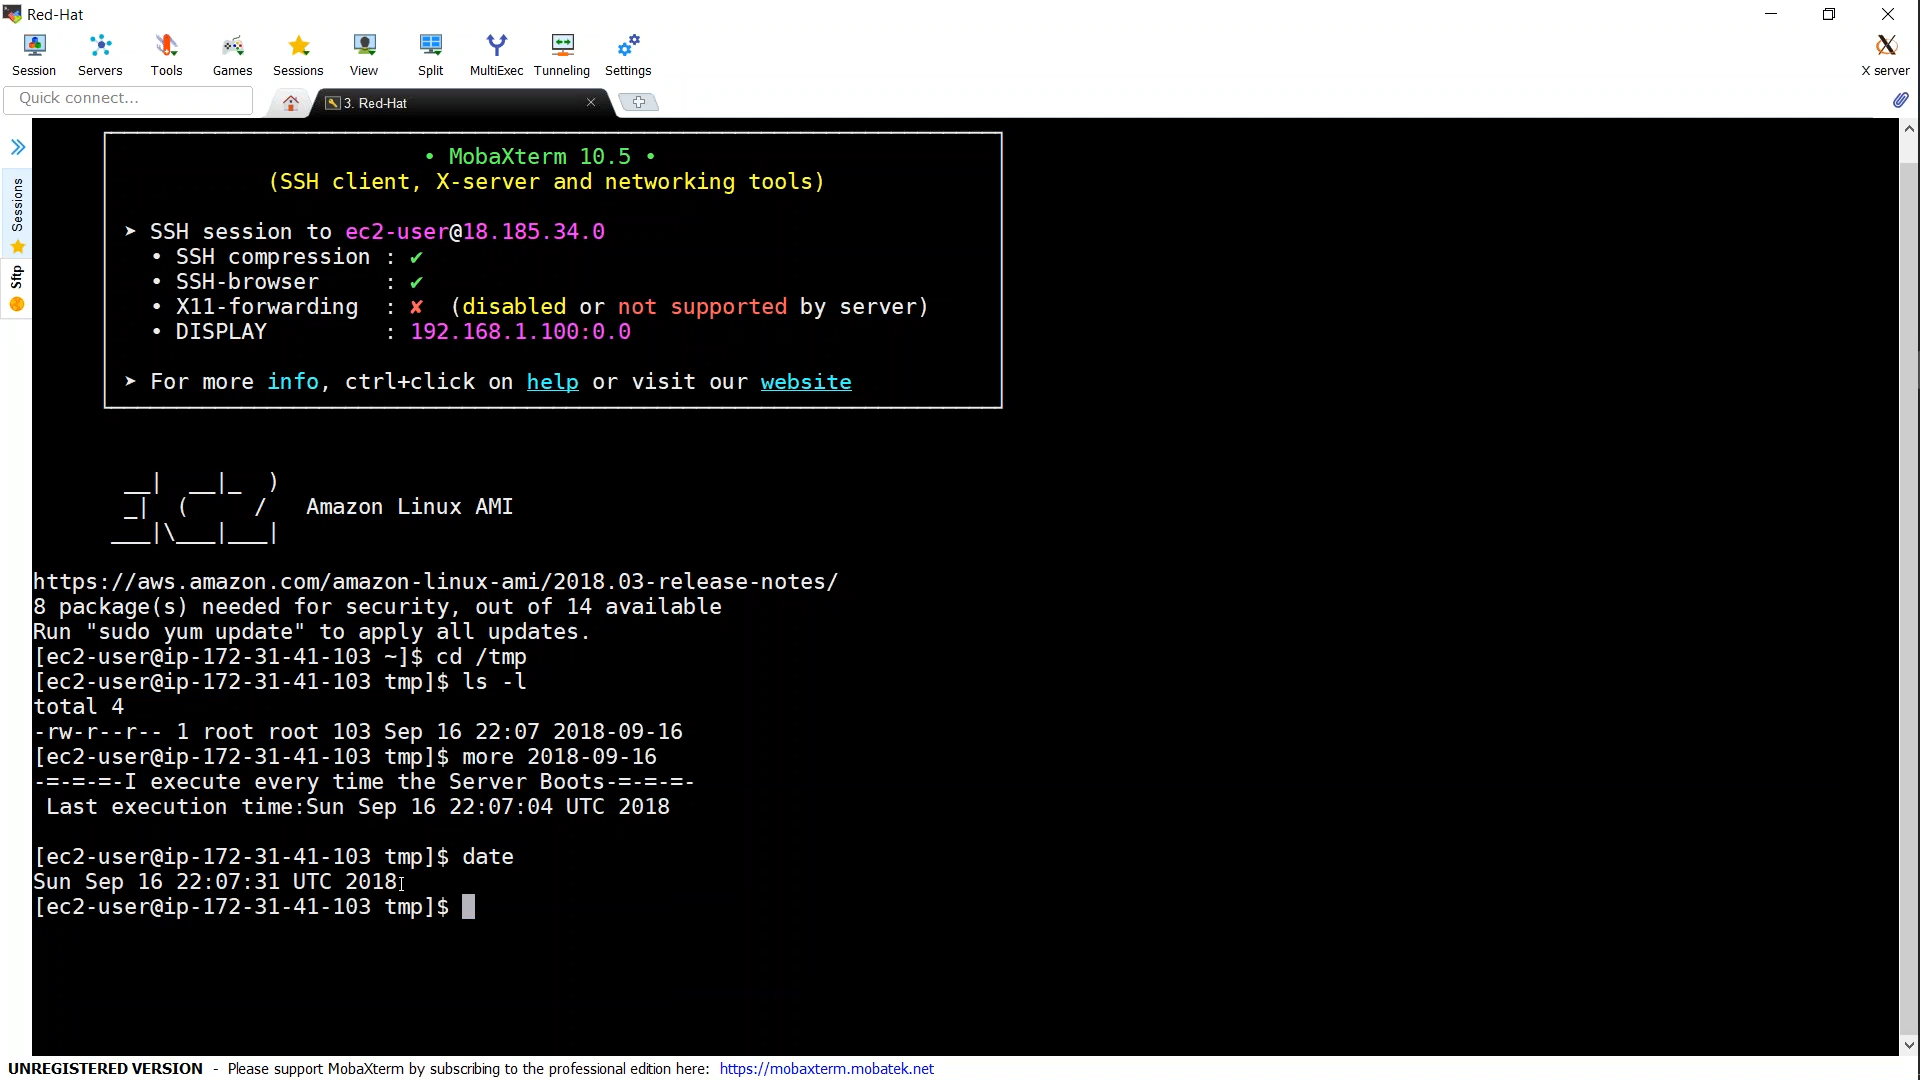 Red-Hat
Session Servers Tools Games Sessions View Split MultiExec Tunneling Settings X server
Quick connect...
3. Red-Hat
Sessions
Sftp
• MobaXterm 10.5 •
(SSH client, X-server and networking tools)
➤ SSH session to ec2-user@18.185.34.0
• SSH compression : ✔
• SSH-browser : ✔
• X11-forwarding : ✘ (disabled or not supported by server)
• DISPLAY : 192.168.1.100:0.0
➤ For more info, ctrl+click on help or visit our website
__| __|_ )
_| ( / Amazon Linux AMI
___|\___|___|
https://aws.amazon.com/amazon-linux-ami/2018.03-release-notes/
8 package(s) needed for security, out of 14 available
Run "sudo yum update" to apply all updates.
[ec2-user@ip-172-31-41-103 ~]$ cd /tmp
[ec2-user@ip-172-31-41-103 tmp]$ ls -l
total 4
-rw-r--r-- 1 root root 103 Sep 16 22:07 2018-09-16
[ec2-user@ip-172-31-41-103 tmp]$ more 2018-09-16
-=-=-=-I execute every time the Server Boots-=-=-=-
Last execution time:Sun Sep 16 22:07:04 UTC 2018
[ec2-user@ip-172-31-41-103 tmp]$ date
Sun Sep 16 22:07:31 UTC 2018
[ec2-user@ip-172-31-41-103 tmp]$
UNREGISTERED VERSION - Please support MobaXterm by subscribing to the professional edition here: https://mobaxterm.mobatek.net